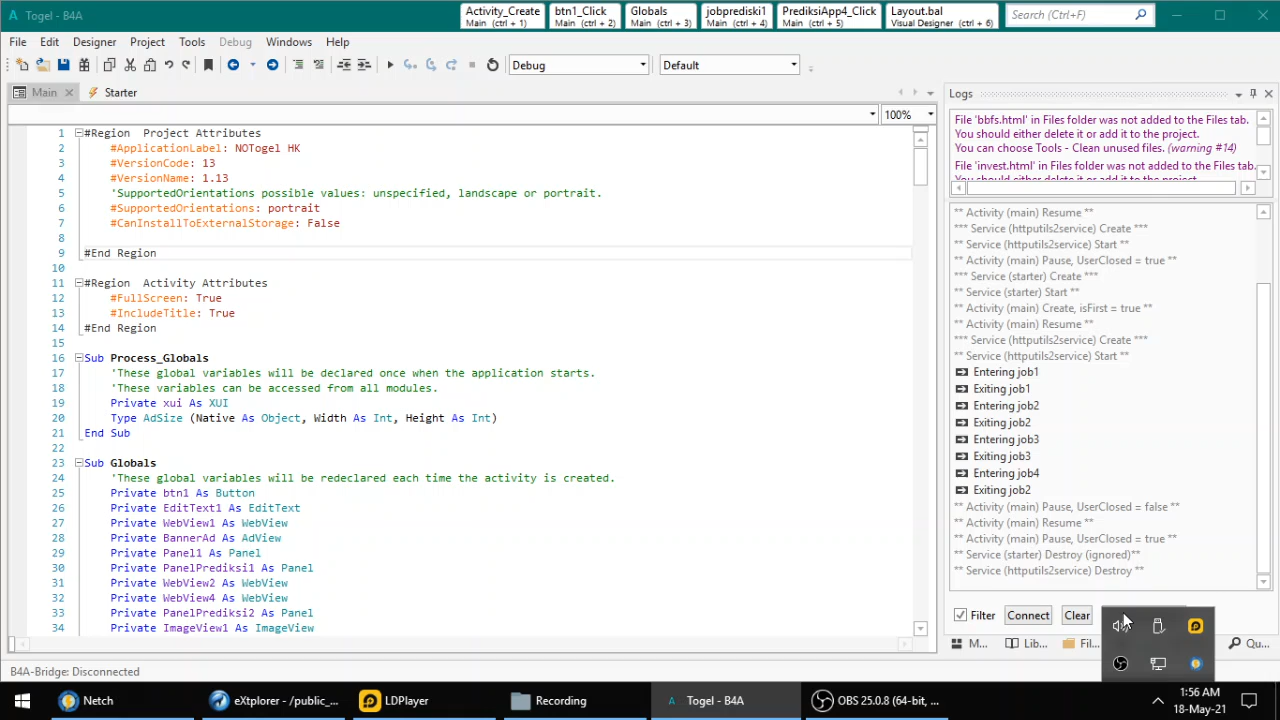 Togel - B4A
Activity_Create
Main (ctrl + 1)
btn1_Click
Main (ctrl + 2)
Globals
Main (ctrl + 3)
jobprediski1
Main (ctrl + 4)
PrediksiApp4_Click
Main (ctrl + 5)
Layout.bal
Visual Designer (ctrl + 6)
Search (Ctrl+F)
File Edit Designer Project Tools Debug Windows Help
Debug
Default
Main
Starter
100%
1 #Region Project Attributes
2 #ApplicationLabel: NOTogel HK
3 #VersionCode: 13
4 #VersionName: 1.13
5 'SupportedOrientations possible values: unspecified, landscape or portrait.
6 #SupportedOrientations: portrait
7 #CanInstallToExternalStorage: False
8
9 #End Region
10
11 #Region Activity Attributes
12 #FullScreen: True
13 #IncludeTitle: True
14 #End Region
15
16 Sub Process_Globals
17 'These global variables will be declared once when the application starts.
18 'These variables can be accessed from all modules.
19 Private xui As XUI
20 Type AdSize (Native As Object, Width As Int, Height As Int)
21 End Sub
22
23 Sub Globals
24 'These global variables will be redeclared each time the activity is created.
25 Private btn1 As Button
26 Private EditText1 As EditText
27 Private WebView1 As WebView
28 Private BannerAd As AdView
29 Private Panel1 As Panel
30 Private PanelPrediksi1 As Panel
31 Private WebView2 As WebView
32 Private WebView4 As WebView
33 Private PanelPrediksi2 As Panel
34 Private ImageView1 As ImageView
Logs
File 'bbfs.html' in Files folder was not added to the Files tab.
You should either delete it or add it to the project.
You can choose Tools - Clean unused files. (warning #14)
File 'invest.html' in Files folder was not added to the Files tab.
You should either delete it or add it to the project.
** Activity (main) Resume **
*** Service (httputils2service) Create ***
** Service (httputils2service) Start **
** Activity (main) Pause, UserClosed = true **
*** Service (starter) Create ***
** Service (starter) Start **
** Activity (main) Create, isFirst = true **
** Activity (main) Resume **
*** Service (httputils2service) Create ***
** Service (httputils2service) Start **
Entering job1
Exiting job1
Entering job2
Exiting job2
Entering job3
Exiting job3
Entering job4
Exiting job2
** Activity (main) Pause, UserClosed = false **
** Activity (main) Resume **
** Activity (main) Pause, UserClosed = true **
** Service (starter) Destroy (ignored)**
** Service (httputils2service) Destroy **
Filter Connect Clear
M... Lib... Fil... Qu...
B4A-Bridge: Disconnected
Netch
eXtplorer - /public_...
LDPlayer
Recording
Togel - B4A
OBS 25.0.8 (64-bit, ...
1:56 AM
18-May-21